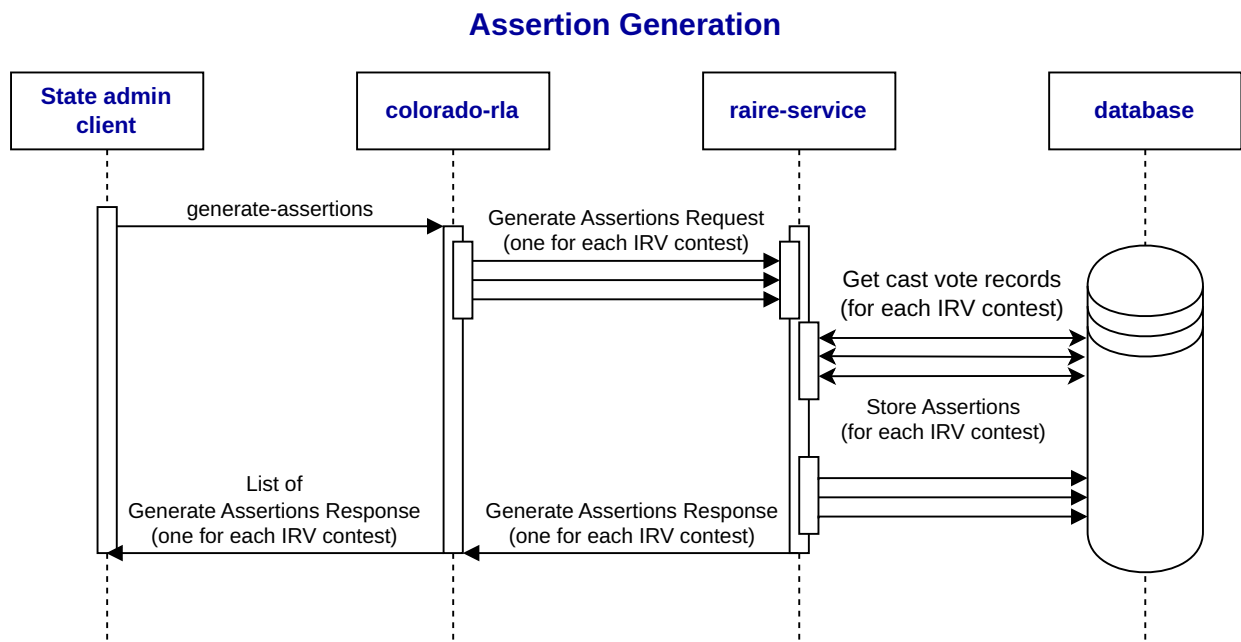 Assertion Generation
State admin
client
colorado-rla
raire-service
database
generate-assertions
Generate Assertions Request
(one for each IRV contest)
Get cast vote records
(for each IRV contest)
Store Assertions
(for each IRV contest)
List of
Generate Assertions Response
(one for each IRV contest)
Generate Assertions Response
(one for each IRV contest)